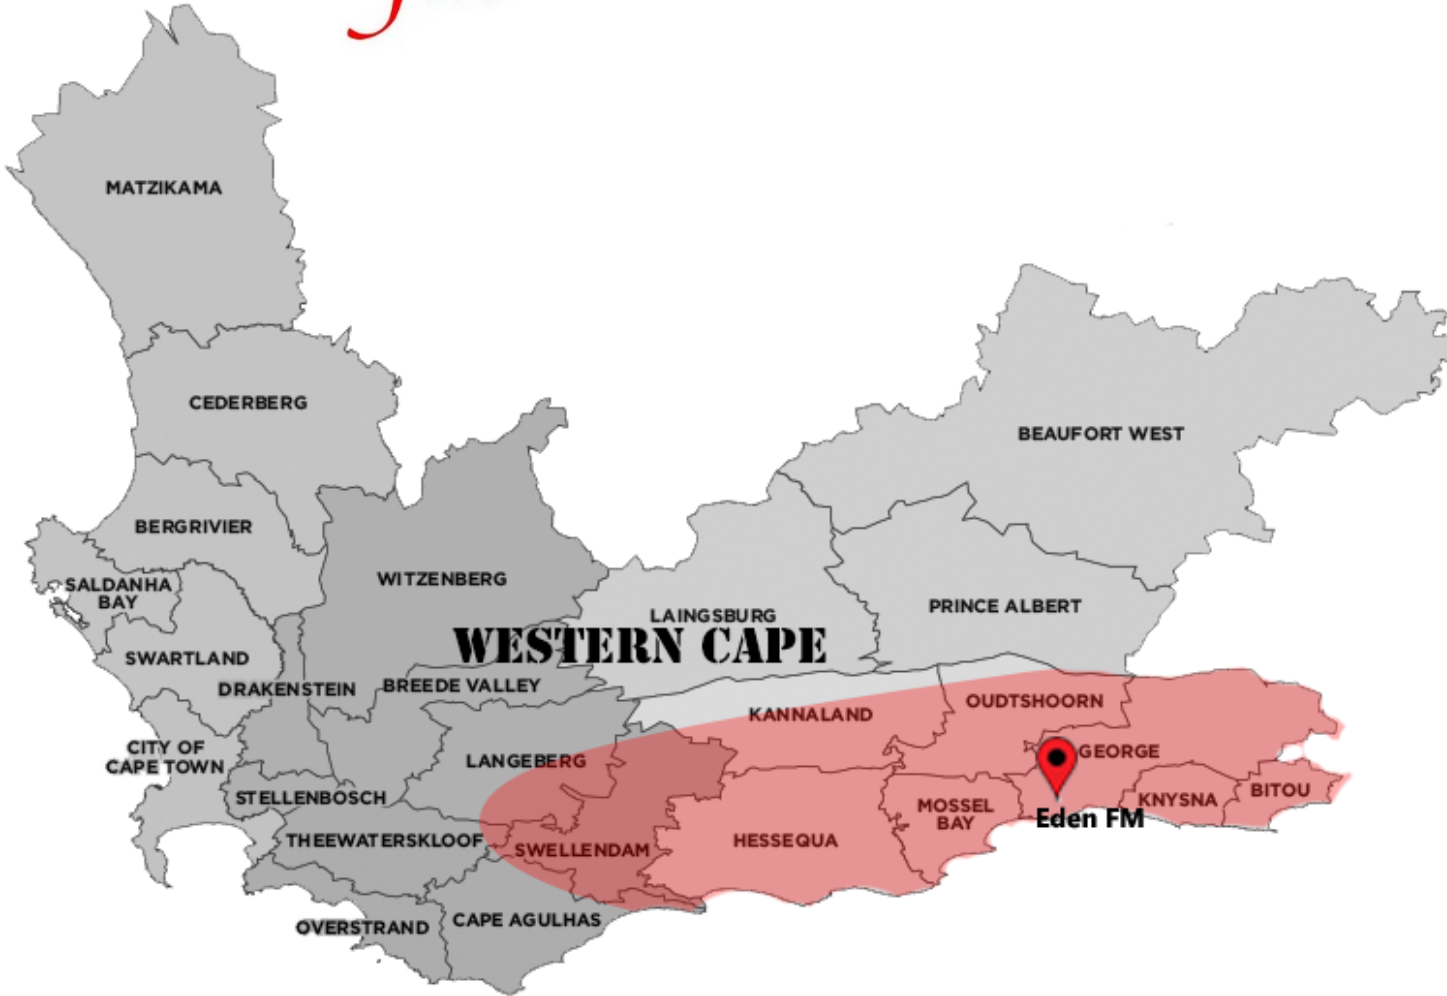 MATZIKAMA
CEDERBERG
BEAUFORT WEST
BERGRIVIER
WITZENBERG
SALDANHA
BAY
LAINGSBURG
PRINCE ALBERT
WESTERN CAPE
SWARTLAND
DRAKENSTEIN
BREEDE VALLEY
KANNALAND
OUDTSHOORN
CITY OF
CAPE TOWN
LANGEBERG
GEORGE
STELLENBOSCH
MOSSEL
BAY
KNYSNA
BITOU
Eden FM
THEEWATERSKLOOF
SWELLENDAM
HESSEQUA
OVERSTRAND
CAPE AGULHAS